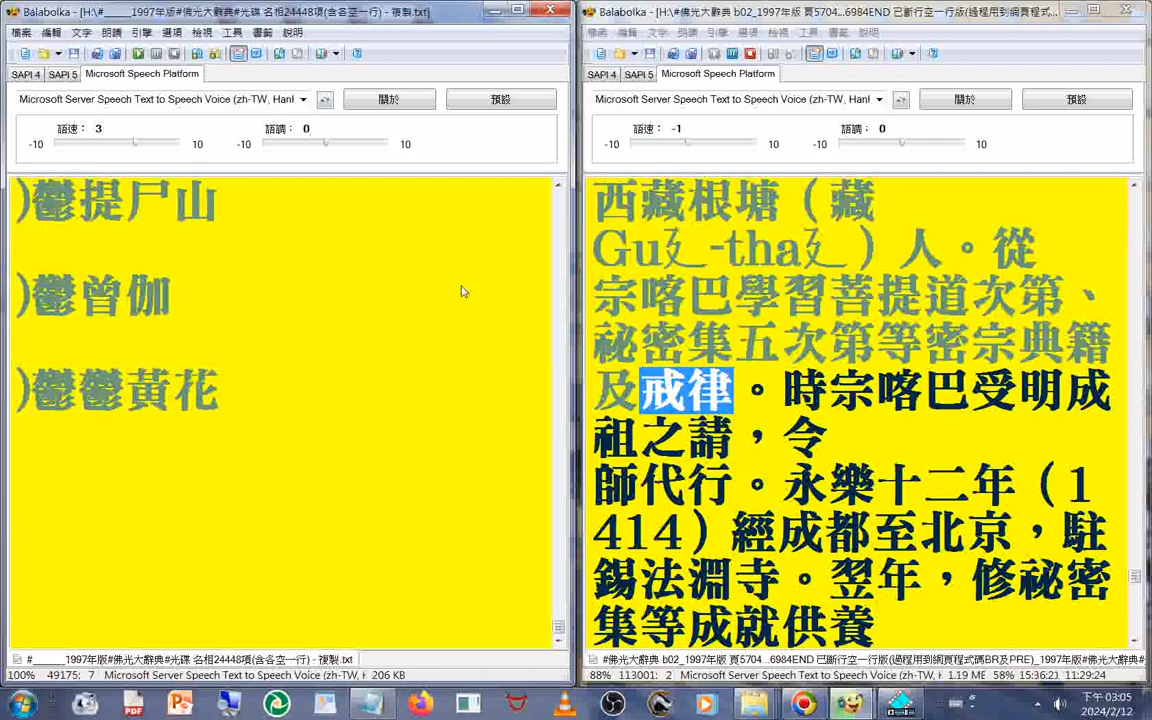 Balabolka - [H:\#_____1997年版#佛光大辭典#光碟 名相24448項(含各空一行) - 複製.txt]
檔案 編輯 文字 朗讀 引擎 選項 檢視 工具 書籤 說明
SAPI 4 SAPI 5 Microsoft Speech Platform
Microsoft Server Speech Text to Speech Voice (zh-TW, Hanl 關於 預設
語速： 3 語調： 0
-10 10 -10 10
)鬱提尸山
)鬱曾伽
)鬱鬱黃花
#_____1997年版#佛光大辭典#光碟 名相24448項(含各空一行) - 複製.txt
100% 49175: 7 Microsoft Server Speech Text to Speech Voice (zh-TW, H 206 KB
Balabolka - [H:\#佛光大辭典 b02_1997年版 頁5704...6984END 已斷行空一行版(過程用到網頁程式...
檔案 編輯 文字 朗讀 引擎 選項 檢視 工具 書籤 說明
SAPI 4 SAPI 5 Microsoft Speech Platform
Microsoft Server Speech Text to Speech Voice (zh-TW, Hanl 關於 預設
語速： -1 語調： 0
-10 10 -10 10
西藏根塘（藏
Gu廴-tha廴）人。從
宗喀巴學習菩提道次第、
祕密集五次第等密宗典籍
及戒律。時宗喀巴受明成
祖之請，令
師代行。永樂十二年（1
414）經成都至北京，駐
錫法淵寺。翌年，修祕密
集等成就供養
#佛光大辭典 b02_1997年版 頁5704...6984END 已斷行空一行版(過程用到網頁程式碼BR及PRE)_1997年版#佛光大辭典#
88% 113001: 2 Microsoft Server Speech Text to Speech Voice (zh-TW, H 1.19 ME 58% 15:36:21 11:29:24
下午 03:05
2024/2/12